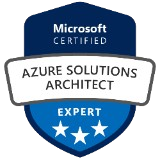 Microsoft
CERTIFIED
AZURE SOLUTIONS
ARCHITECT
EXPERT